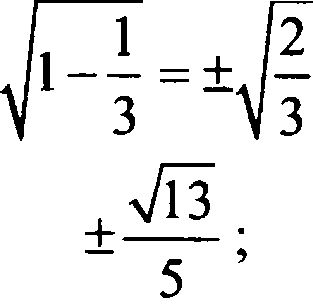 √(1 − 1/3) = ±√(2/3)
± √13/5 ;